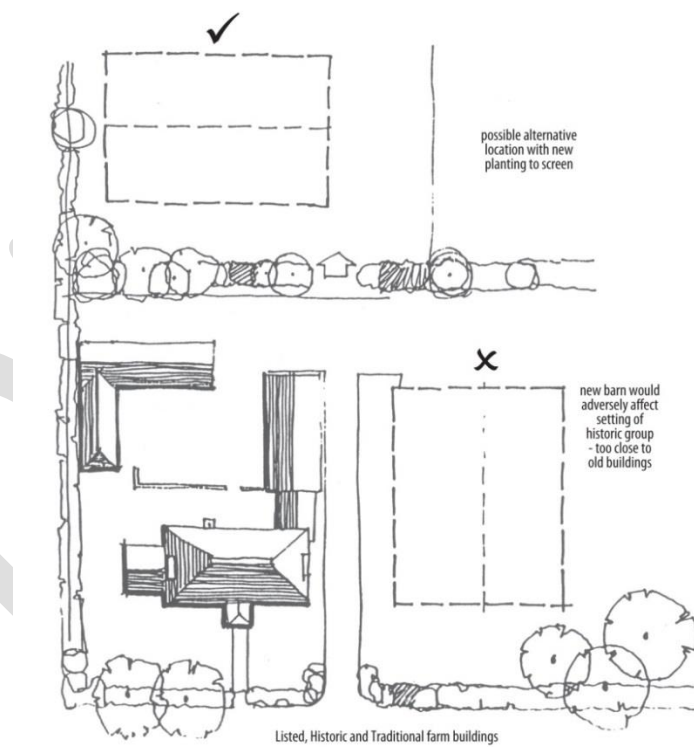 possible alternative
location with new
planting to screen
new barn would
adversely affect
setting of
historic group
- too close to
old buildings
Listed, Historic and Traditional farm buildings